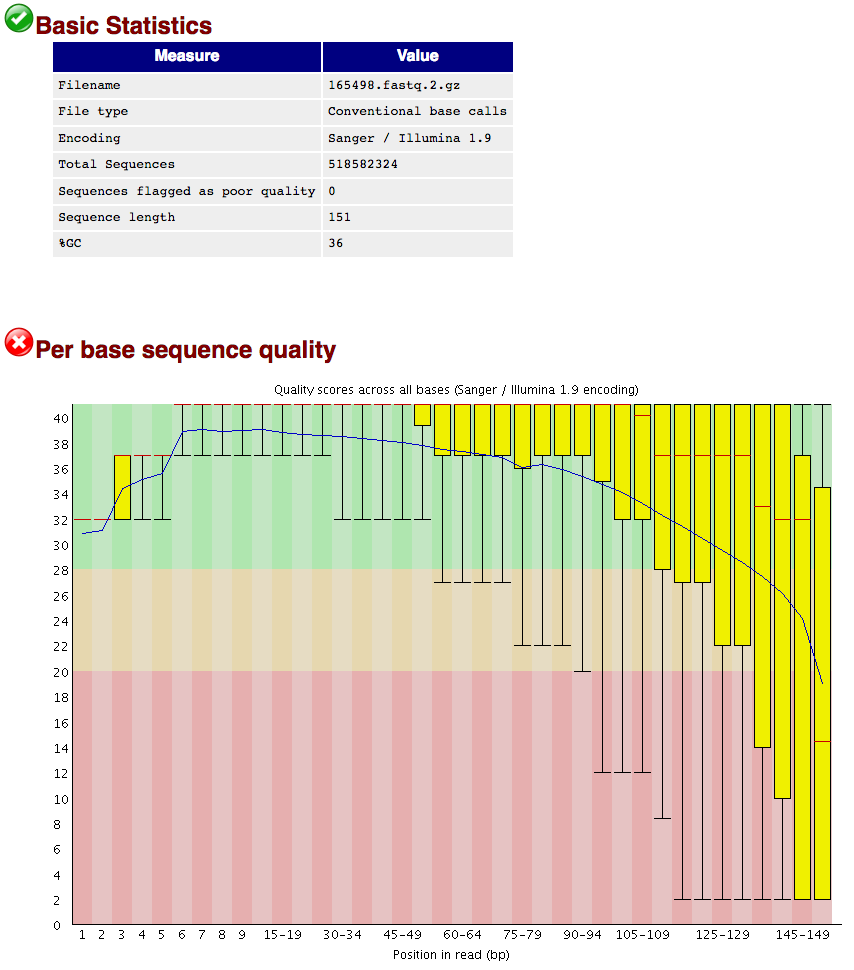 Basic Statistics
Measure Value
Filename 165498.fastq.2.gz
File type Conventional base calls
Encoding Sanger / Illumina 1.9
Total Sequences 518582324
Sequences flagged as poor quality 0
Sequence length 151
%GC 36
Per base sequence quality
Quality scores across all bases (Sanger / Illumina 1.9 encoding)
40
38
36
34
32
30
28
26
24
22
20
18
16
14
12
10
8
6
4
2
0
1 2 3 4 5 6 7 8 9 15-19 30-34 45-49 60-64 75-79 90-94 105-109 125-129 145-149
Position in read (bp)